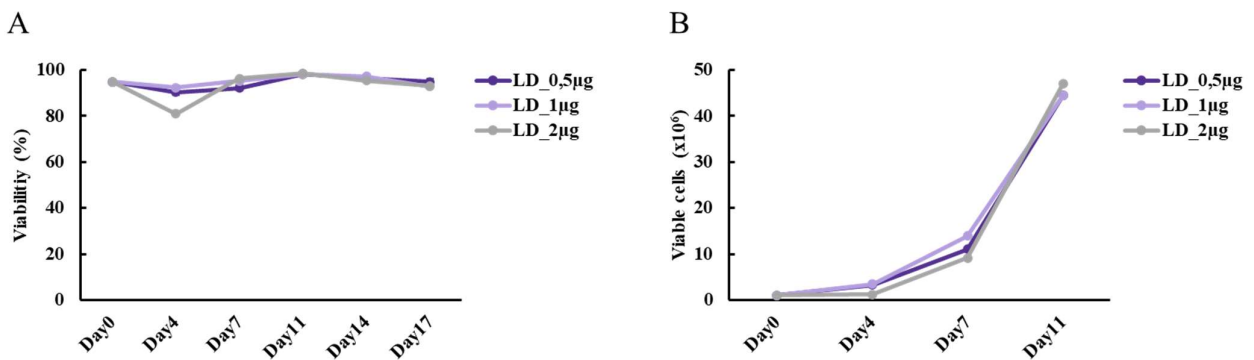 A
Viabilitiy (%)
100
80
60
40
20
0
Day0
Day4
Day7
Day11
Day14
Day17
LD_0,5µg
LD_1µg
LD_2µg
B
Viable cells (x10⁶)
50
40
30
20
10
0
Day0
Day4
Day7
Day11
LD_0,5µg
LD_1µg
LD_2µg